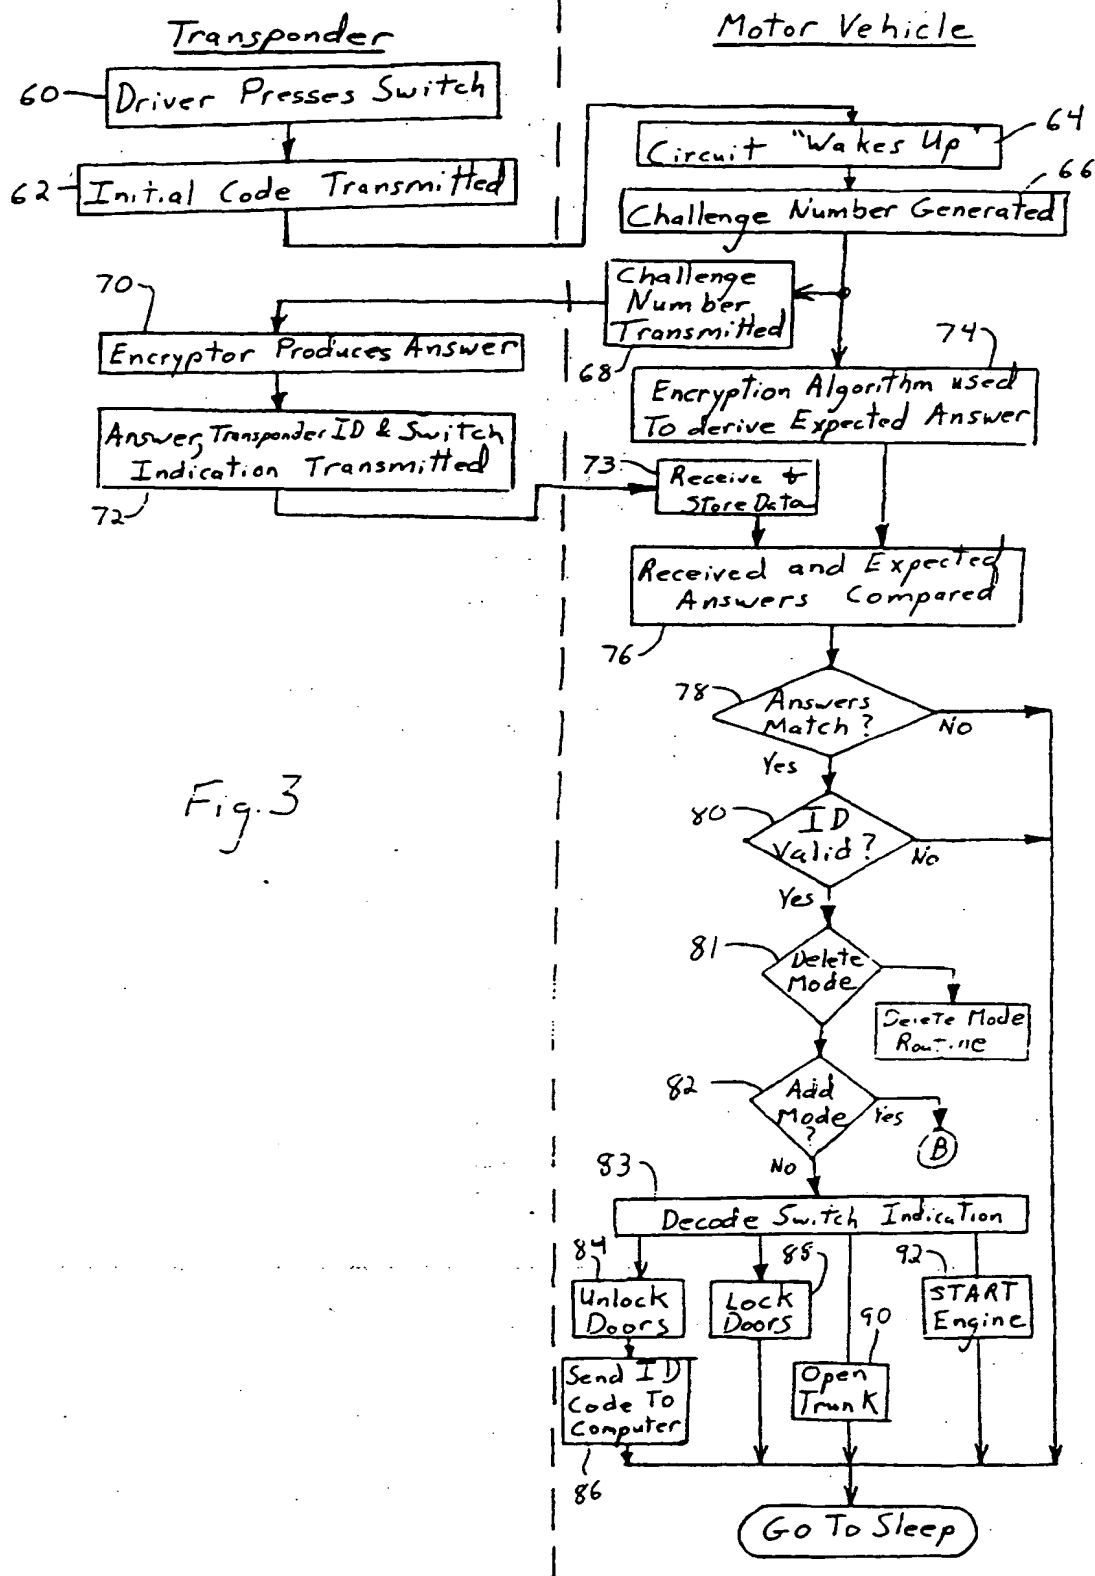 Transponder
Motor Vehicle
60
Driver Presses Switch
62
Initial Code Transmitted
64
Circuit "Wakes Up"
66
Challenge Number Generated
Challenge
Number
Transmitted
68
70
Encryptor Produces Answer
74
Encryption Algorithm used
To derive Expected Answer
Answer, Transponder ID & Switch
Indication Transmitted
72
73
Receive &
Store Data
Received and Expected
Answers Compared
76
78
Answers
Match?
No
Yes
Fig. 3
80
ID
Valid?
No
Yes
81
Delete
Mode
Delete Mode
Routine
82
Add
Mode
?
Yes
B
No
83
Decode Switch Indication
84
Unlock
Doors
85
Lock
Doors
90
Open
Trunk
92
START
Engine
Send ID
Code To
Computer
86
Go To Sleep